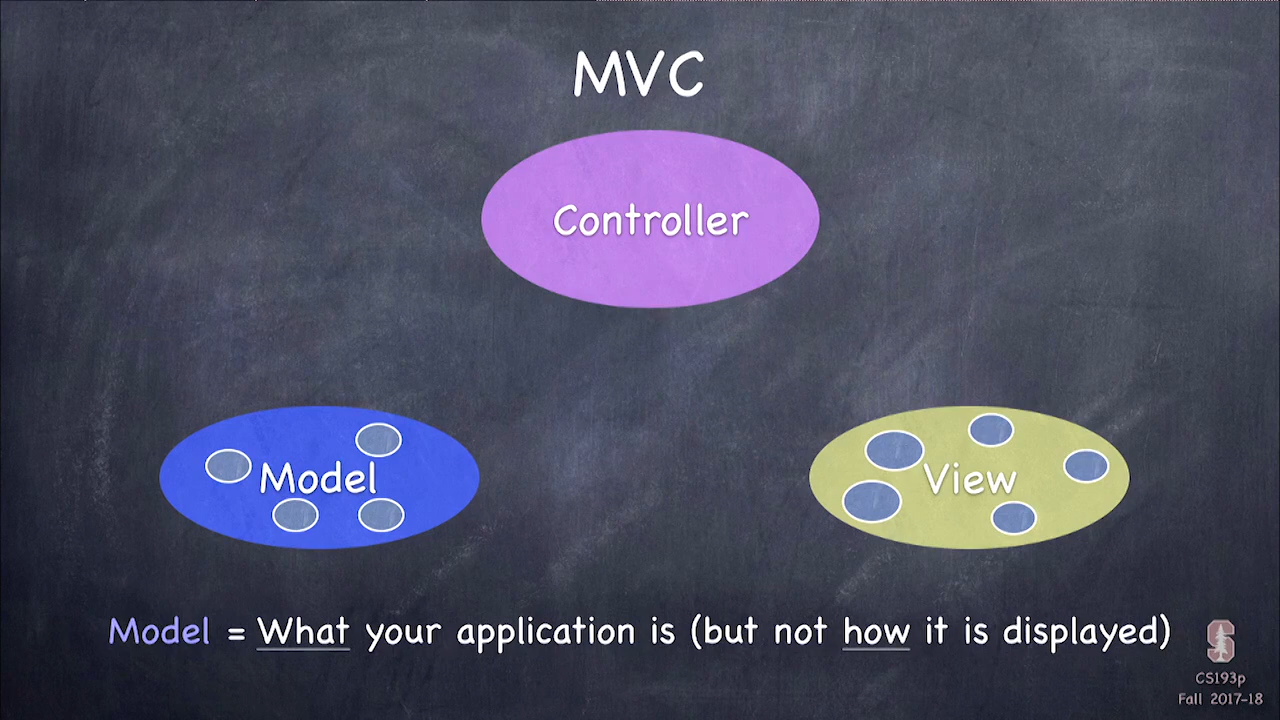 MVC
Controller
Model
View
Model = What your application is (but not how it is displayed)
CS193p
Fall 2017-18